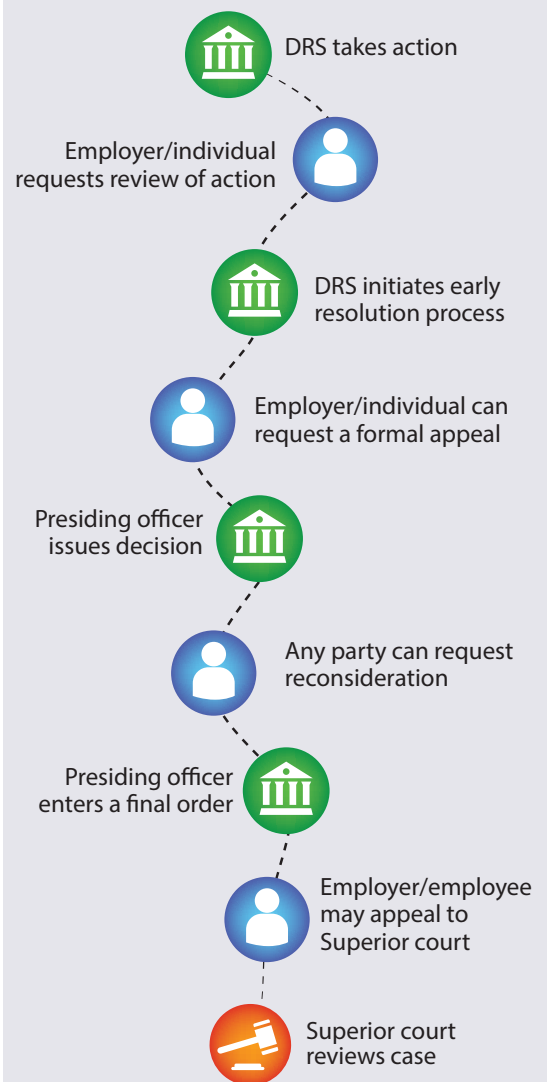 DRS takes action
Employer/individual
requests review of action
DRS initiates early
resolution process
Employer/individual can
request a formal appeal
Presiding officer
issues decision
Any party can request
reconsideration
Presiding officer
enters a final order
Employer/employee
may appeal to
Superior court
Superior court
reviews case